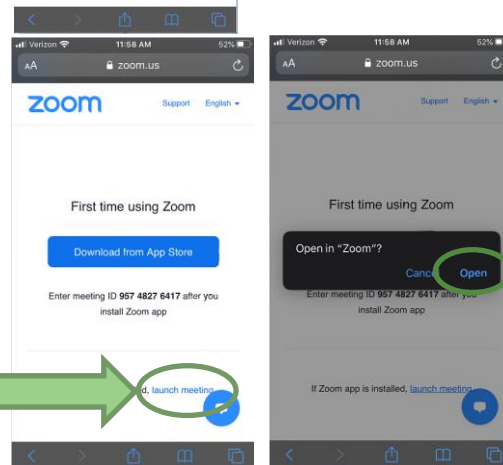 Verizon 11:58 AM 52%
AA zoom.us
zoom Support English
First time using Zoom
Download from App Store
Enter meeting ID 957 4827 6417 after you
install Zoom app
d, launch meeting
Verizon 11:58 AM 52%
AA zoom.us
zoom Support English
First time using Zoom
Open in “Zoom”?
Cancel Open
Enter meeting ID 957 4827 6417 after you
install Zoom app
If Zoom app is installed, launch meeting